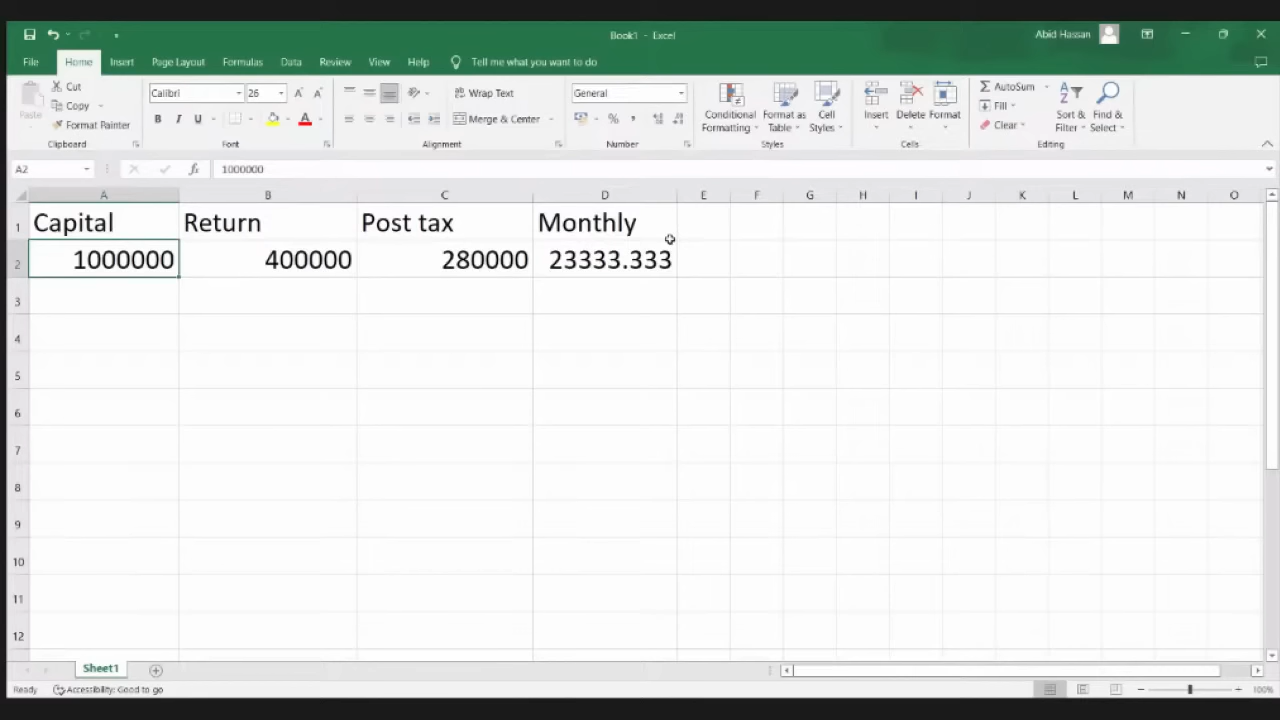 Book1 - Excel
Abid Hassan
File Home Insert Page Layout Formulas Data Review View Help Tell me what you want to do
Paste
Cut
Copy
Format Painter
Clipboard
Calibri 26
B I U
Font
Wrap Text
Merge & Center
Alignment
General
%
Number
Conditional Formatting
Format as Table
Cell Styles
Styles
Insert Delete Format
Cells
AutoSum
Fill
Clear
Sort & Filter
Find & Select
Editing
A2 fx 1000000
A B C D E F G H I J K L M N O
1 Capital Return Post tax Monthly
2 1000000 400000 280000 23333.333
3
4
5
6
7
8
9
10
11
12
Sheet1
Ready Accessibility: Good to go 100%